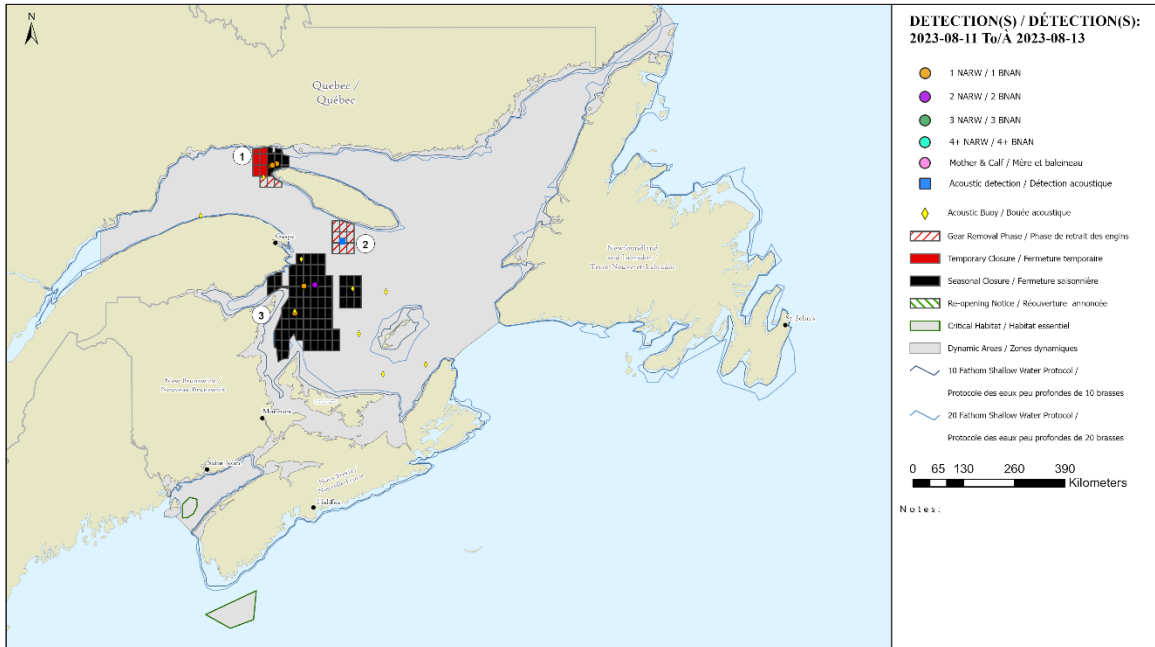 N
Quebec /
Québec
1
Gaspé
2
Newfoundland
and Labrador /
Terre-Neuve-et-Labrador
3
St. John's
New Brunswick /
Nouveau-Brunswick
Moncton
Saint John
Nova Scotia /
Halifax
DETECTION(S) / DÉTECTION(S):
2023-08-11 To/À 2023-08-13
1 NARW / 1 BNAN
2 NARW / 2 BNAN
3 NARW / 3 BNAN
4+ NARW / 4+ BNAN
Mother & Calf / Mère et baleineau
Acoustic detection / Détection acoustique
Acoustic Buoy / Bouée acoustique
Gear Removal Phase / Phase de retrait des engins
Temporary Closure / Fermeture temporaire
Seasonal Closure / Fermeture saisonnière
Re-opening Notice / Réouverture annoncée
Critical Habitat / Habitat essentiel
Dynamic Areas / Zones dynamiques
10 Fathom Shallow Water Protocol /
Protocole des eaux peu profondes de 10 brasses
20 Fathom Shallow Water Protocol /
Protocole des eaux peu profondes de 20 brasses
0 65 130 260 390
Kilometers
Notes: